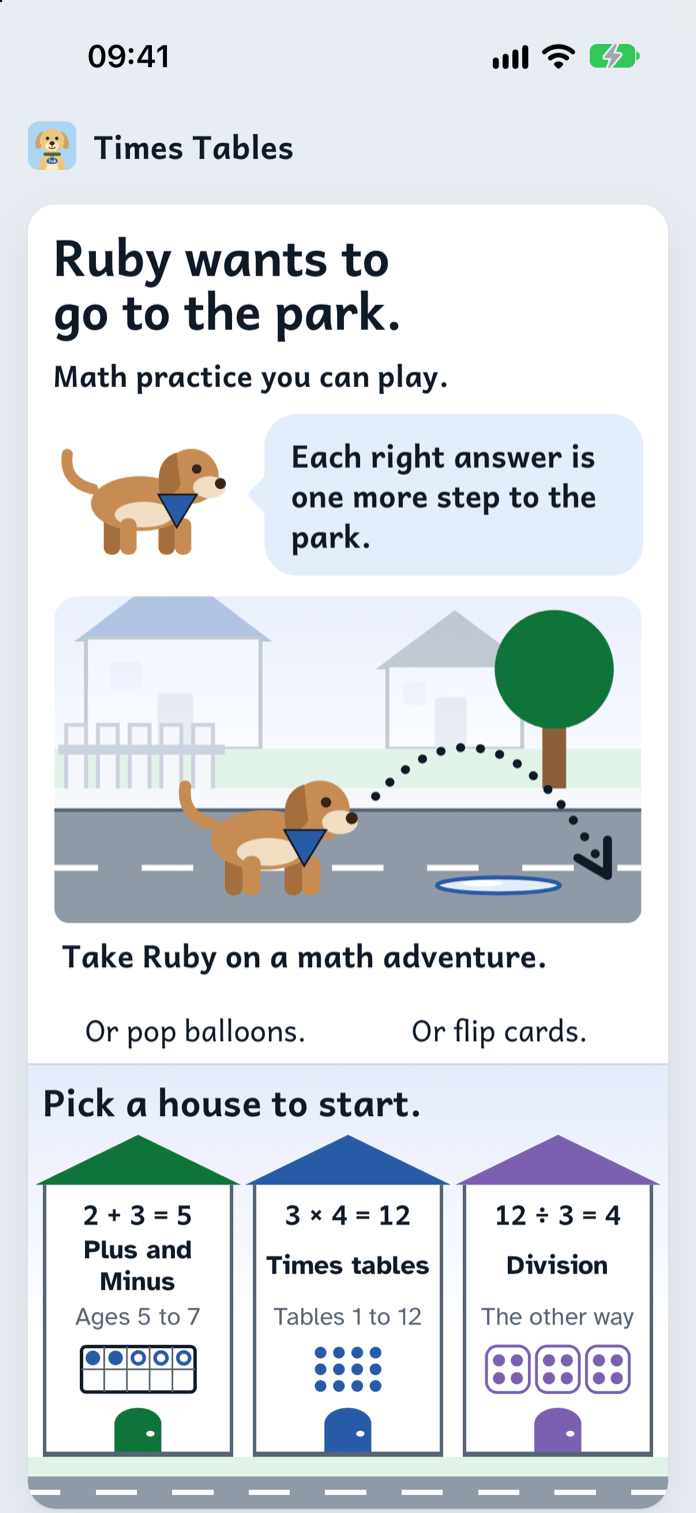 09:41
Times Tables
Ruby wants to
go to the park.
Math practice you can play.
Each right answer is
one more step to the
park.
Take Ruby on a math adventure.
Or pop balloons.
Or flip cards.
Pick a house to start.
2 + 3 = 5
Plus and
Minus
Ages 5 to 7
3 × 4 = 12
Times tables
Tables 1 to 12
12 ÷ 3 = 4
Division
The other way